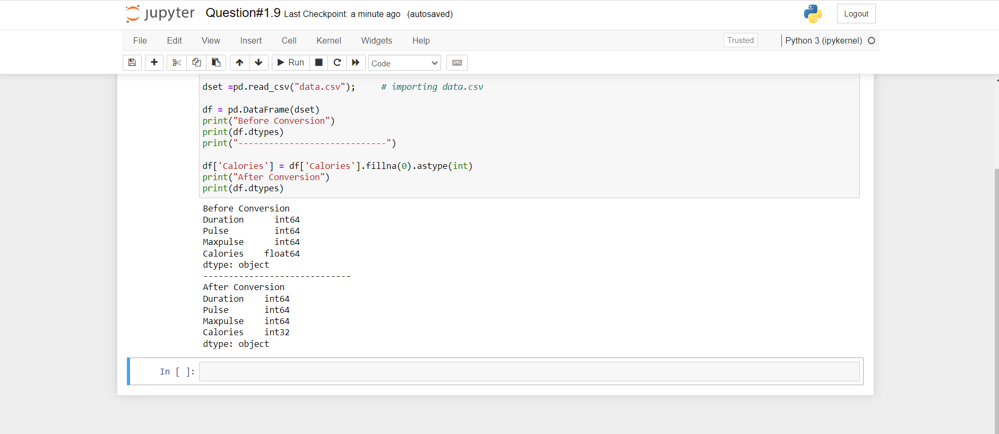 jupyter Question#1.9 Last Checkpoint: a minute ago (autosaved) Logout
File Edit View Insert Cell Kernel Widgets Help Trusted Python 3 (ipykernel)
Run Code
dset =pd.read_csv("data.csv"); # importing data.csv
df = pd.DataFrame(dset)
print("Before Conversion")
print(df.dtypes)
print("-----------------------------")
df['Calories'] = df['Calories'].fillna(0).astype(int)
print("After Conversion")
print(df.dtypes)
Before Conversion
Duration int64
Pulse int64
Maxpulse int64
Calories float64
dtype: object
-----------------------------
After Conversion
Duration int64
Pulse int64
Maxpulse int64
Calories int32
dtype: object
In [ ]: